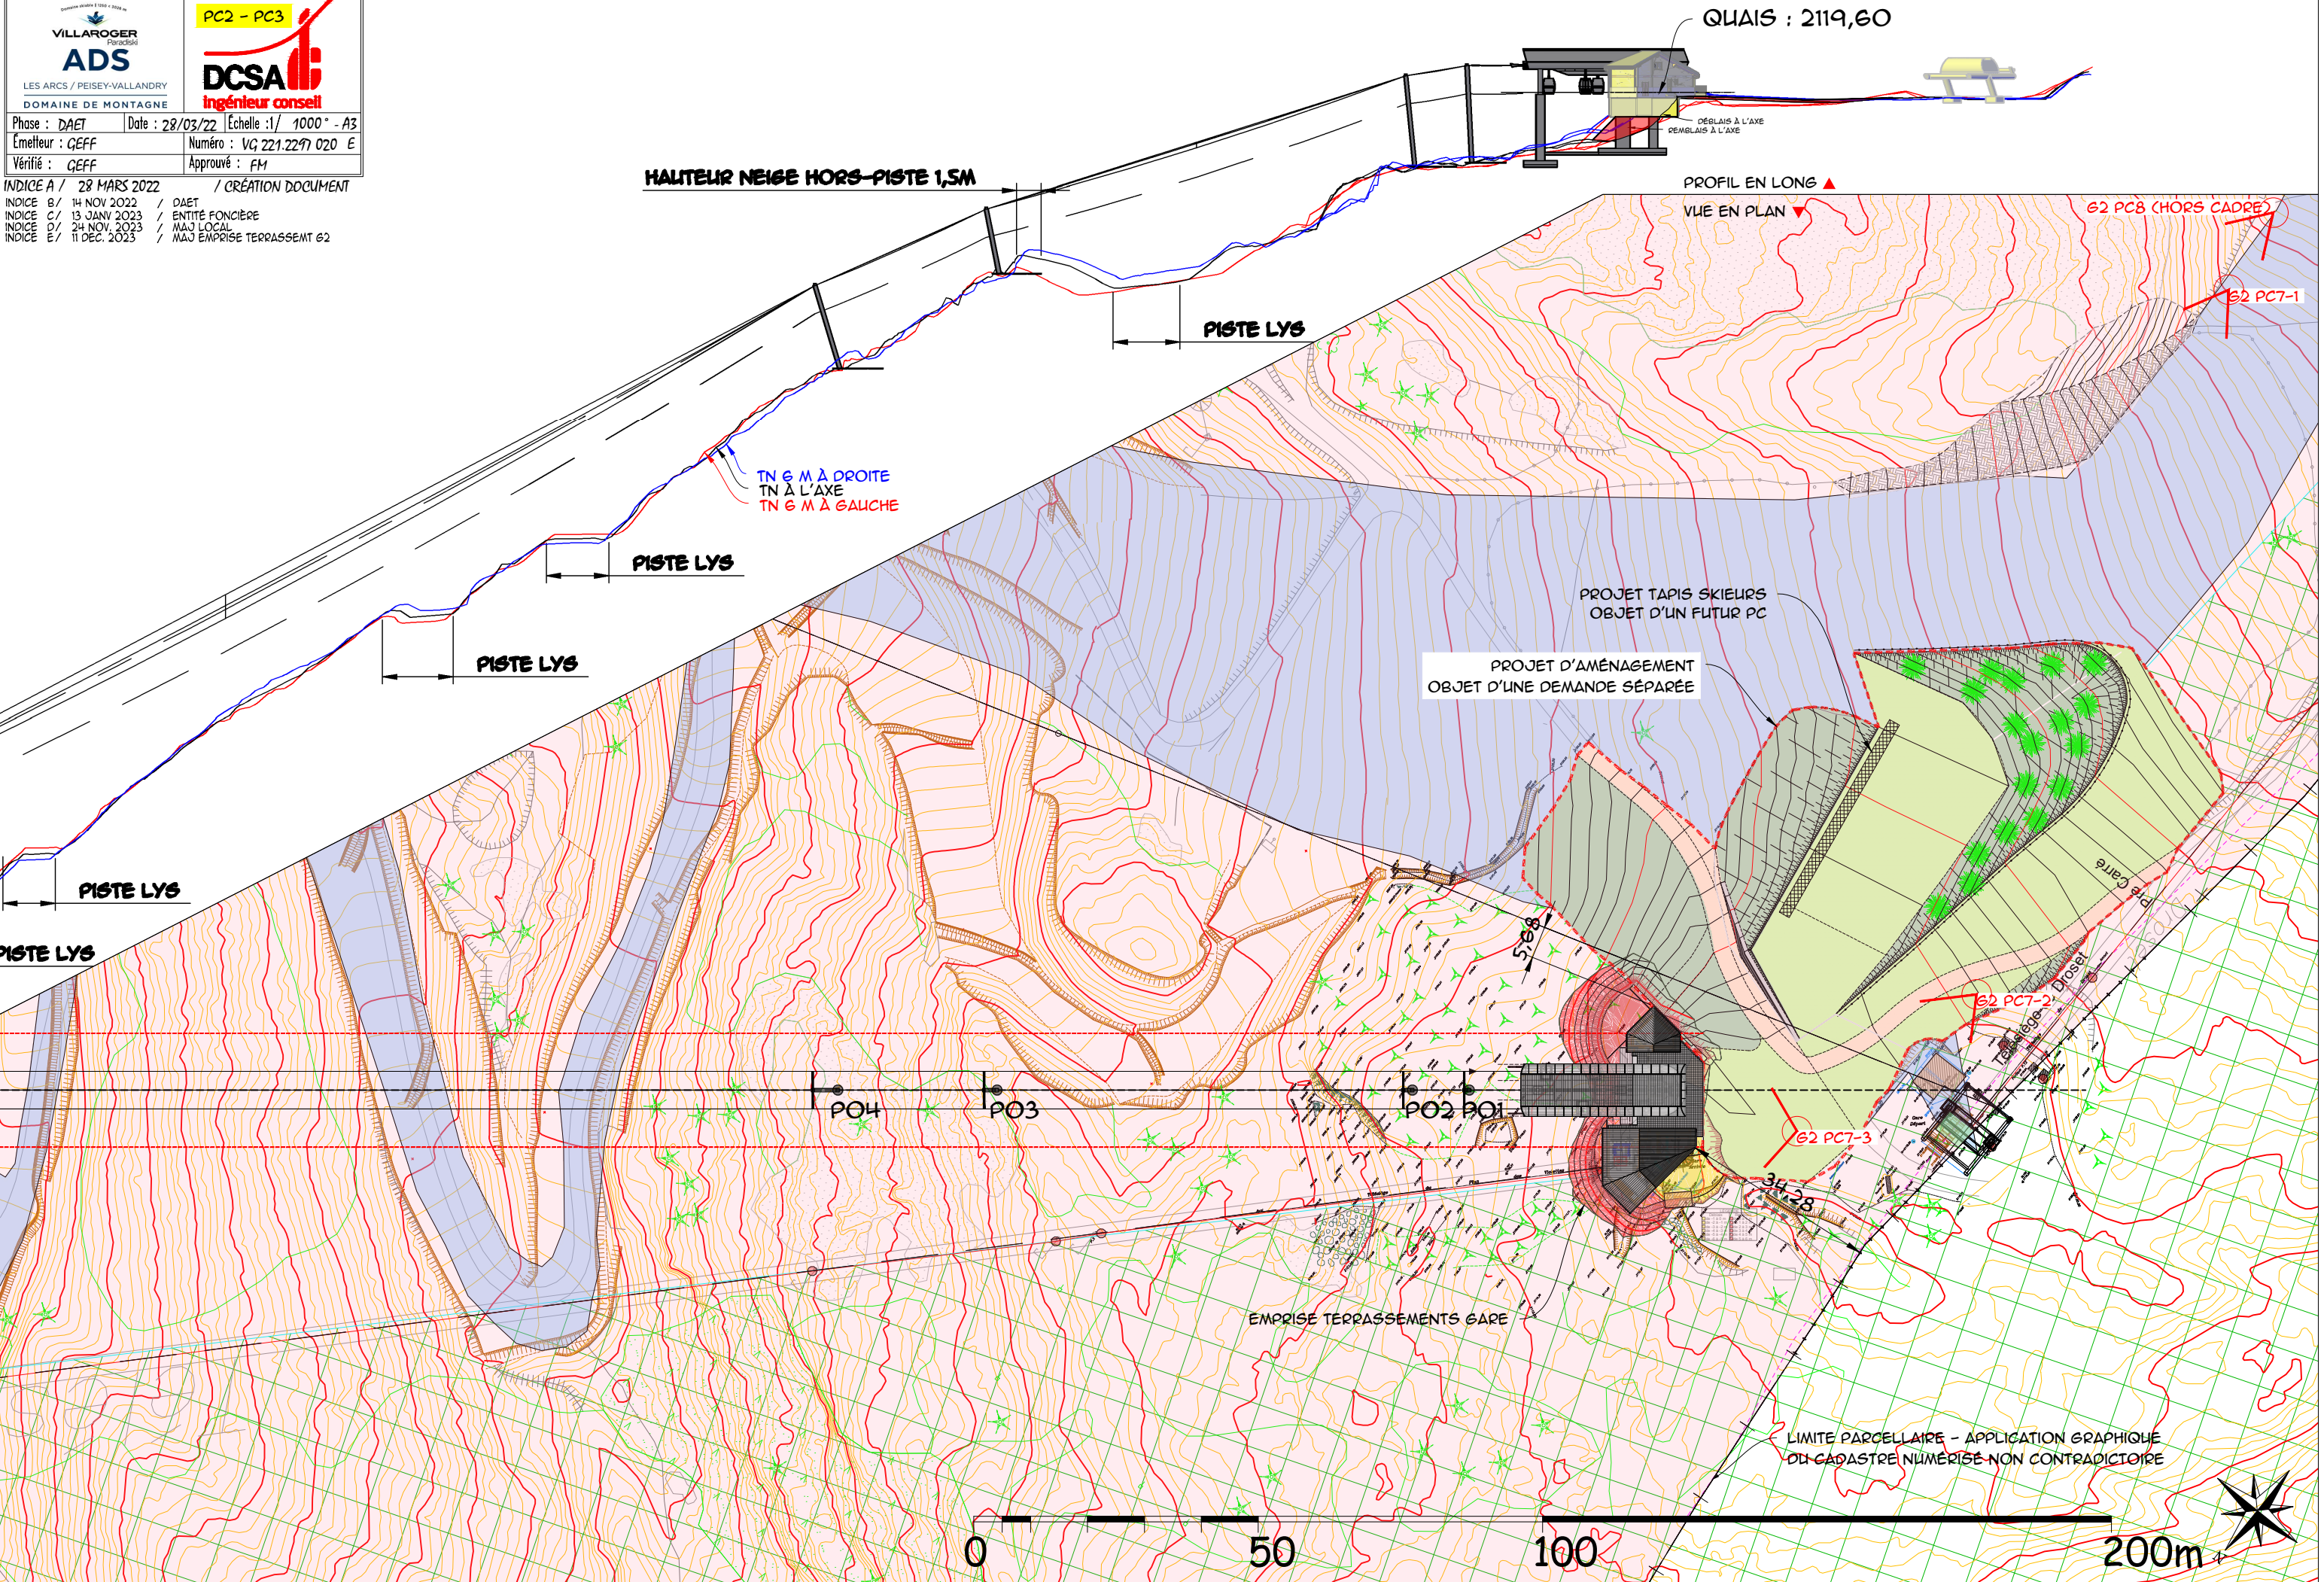 Domaine skiable
VILLAROGER
Paradiski
ADS
LES ARCS / PEISEY-VALLANDRY
DOMAINE DE MONTAGNE
PC2 - PC3
DCSA
ingénieur conseil
Phase : DAET
Date : 28/03/22
Échelle :1/ 1000° - A3
Émetteur : GEFF
Numéro : VG 221.2297 020 E
Vérifié : GEFF
Approuvé : FM
INDICE A / 28 MARS 2022 / CRÉATION DOCUMENT
INDICE B/ 14 NOV 2022 / DAET
INDICE C/ 13 JANV 2023 / ENTITÉ FONCIÈRE
INDICE D/ 24 NOV. 2023 / MAJ LOCAL
INDICE E/ 11 DEC. 2023 / MAJ EMPRISE TERRASSEMT G2
QUAIS : 2119,60
DÉBLAIS À L'AXE
REMBLAIS À L'AXE
HAUTEUR NEIGE HORS-PISTE 1,5M
PROFIL EN LONG
VUE EN PLAN
G2 PC8 (HORS CADRE)
G2 PC7-1
PISTE LYS
TN 6 M À DROITE
TN À L'AXE
TN 6 M À GAUCHE
PISTE LYS
PROJET TAPIS SKIEURS
OBJET D'UN FUTUR PC
PISTE LYS
PROJET D'AMÉNAGEMENT
OBJET D'UNE DEMANDE SÉPARÉE
PISTE LYS
Pré Carré
5,68
PISTE LYS
Télésiège Droset
G2 PC7-2
PO4
PO3
PO2
PO1
G2 PC7-3
34,28
EMPRISE TERRASSEMENTS GARE
LIMITE PARCELLAIRE - APPLICATION GRAPHIQUE
DU CADASTRE NUMÉRISÉ NON CONTRADICTOIRE
0
50
100
200m